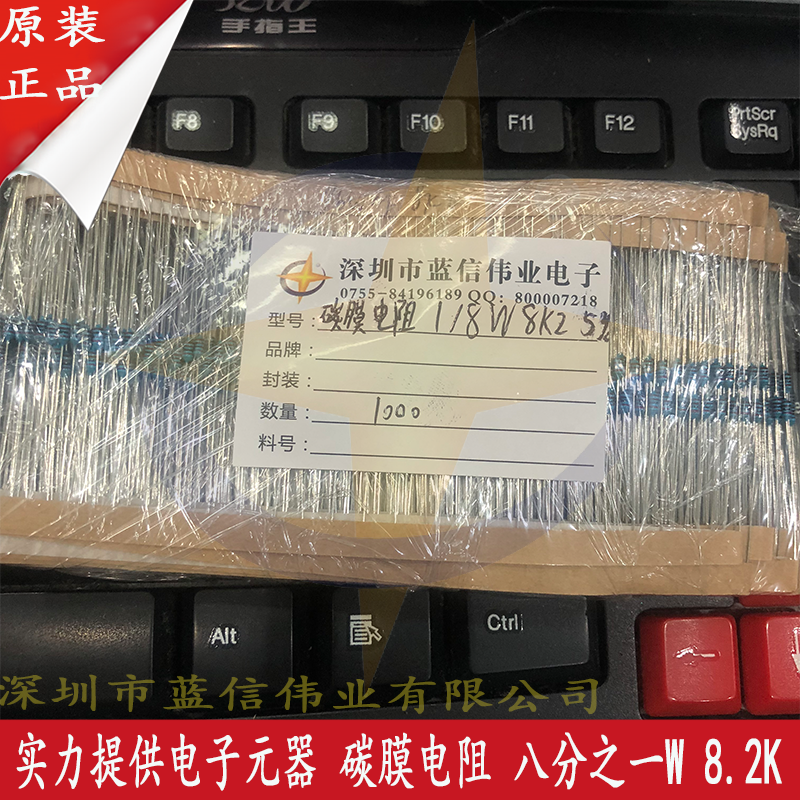 原装
正品
手指王
F8 F9 F10 F11 F12 PrtScr
SysRq
深圳市蓝信伟业电子
0755-84196189 QQ: 800007218
型号: 碳膜电阻 1/8W 8K2 5%
品牌:
封装:
数量: 1000
料号:
Alt Ctrl
深圳市蓝信伟业有限公司
实力提供电子元器 碳膜电阻 八分之一W 8.2K